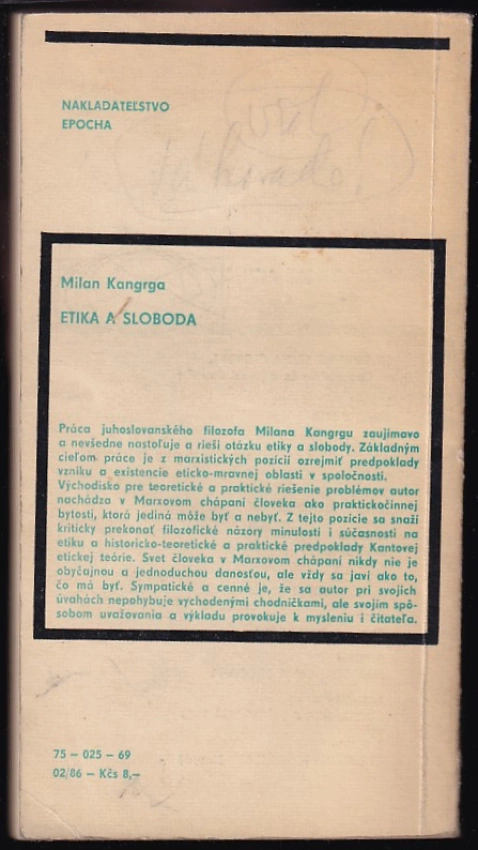 NAKLADATEĽSTVO
EPOCHA
Milan Kangrga
ETIKA A SLOBODA
Práca juhoslovanského filozofa Milana Kangrgu zaujímavo
a nevšedne nastoľuje a rieši otázku etiky a slobody. Základným
cieľom práce je z marxistických pozícií ozrejmiť predpoklady
vzniku a existencie eticko-mravnej oblasti v spoločnosti.
Východisko pre teoretické a praktické riešenie problémov autor
nachádza v Marxovom chápaní človeka ako praktickočinnej
bytosti, ktorá jediná môže byť a nebyť. Z tejto pozície sa snaží
kriticky prekonať filozofické názory minulosti i súčasnosti na
etiku a historicko-teoretické a praktické predpoklady Kantovej
etickej teórie. Svet človeka v Marxovom chápaní nikdy nie je
obyčajnou a jednoduchou danosťou, ale vždy sa javí ako to,
čo má byť. Sympatické a cenné je, že sa autor pri svojich
úvahách nepohybuje vychodenými chodníčkami, ale svojím spô-
sobom uvažovania a výkladu provokuje k mysleniu i čitateľa.
75 – 025 – 69
02/86 – Kčs 8,–